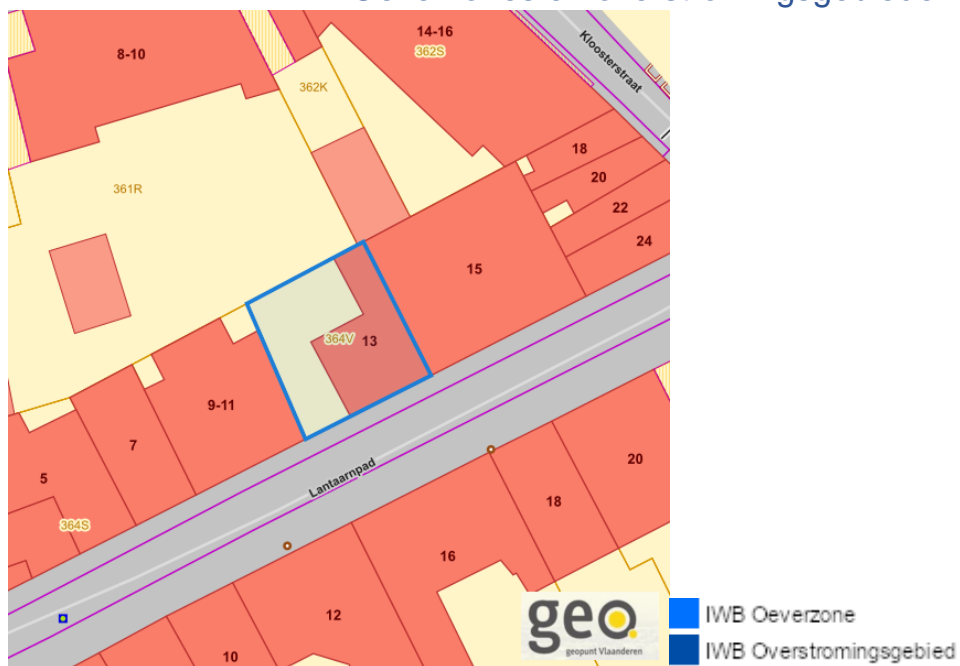 14-16
362S
8-10
Kloosterstraat
362K
18
20
361R
22
24
15
364V
13
9-11
7
20
5
Lantaarnpad
18
364S
16
12
10
geo.
geopunt Vlaanderen
IWB Oeverzone
IWB Overstromingsgebied